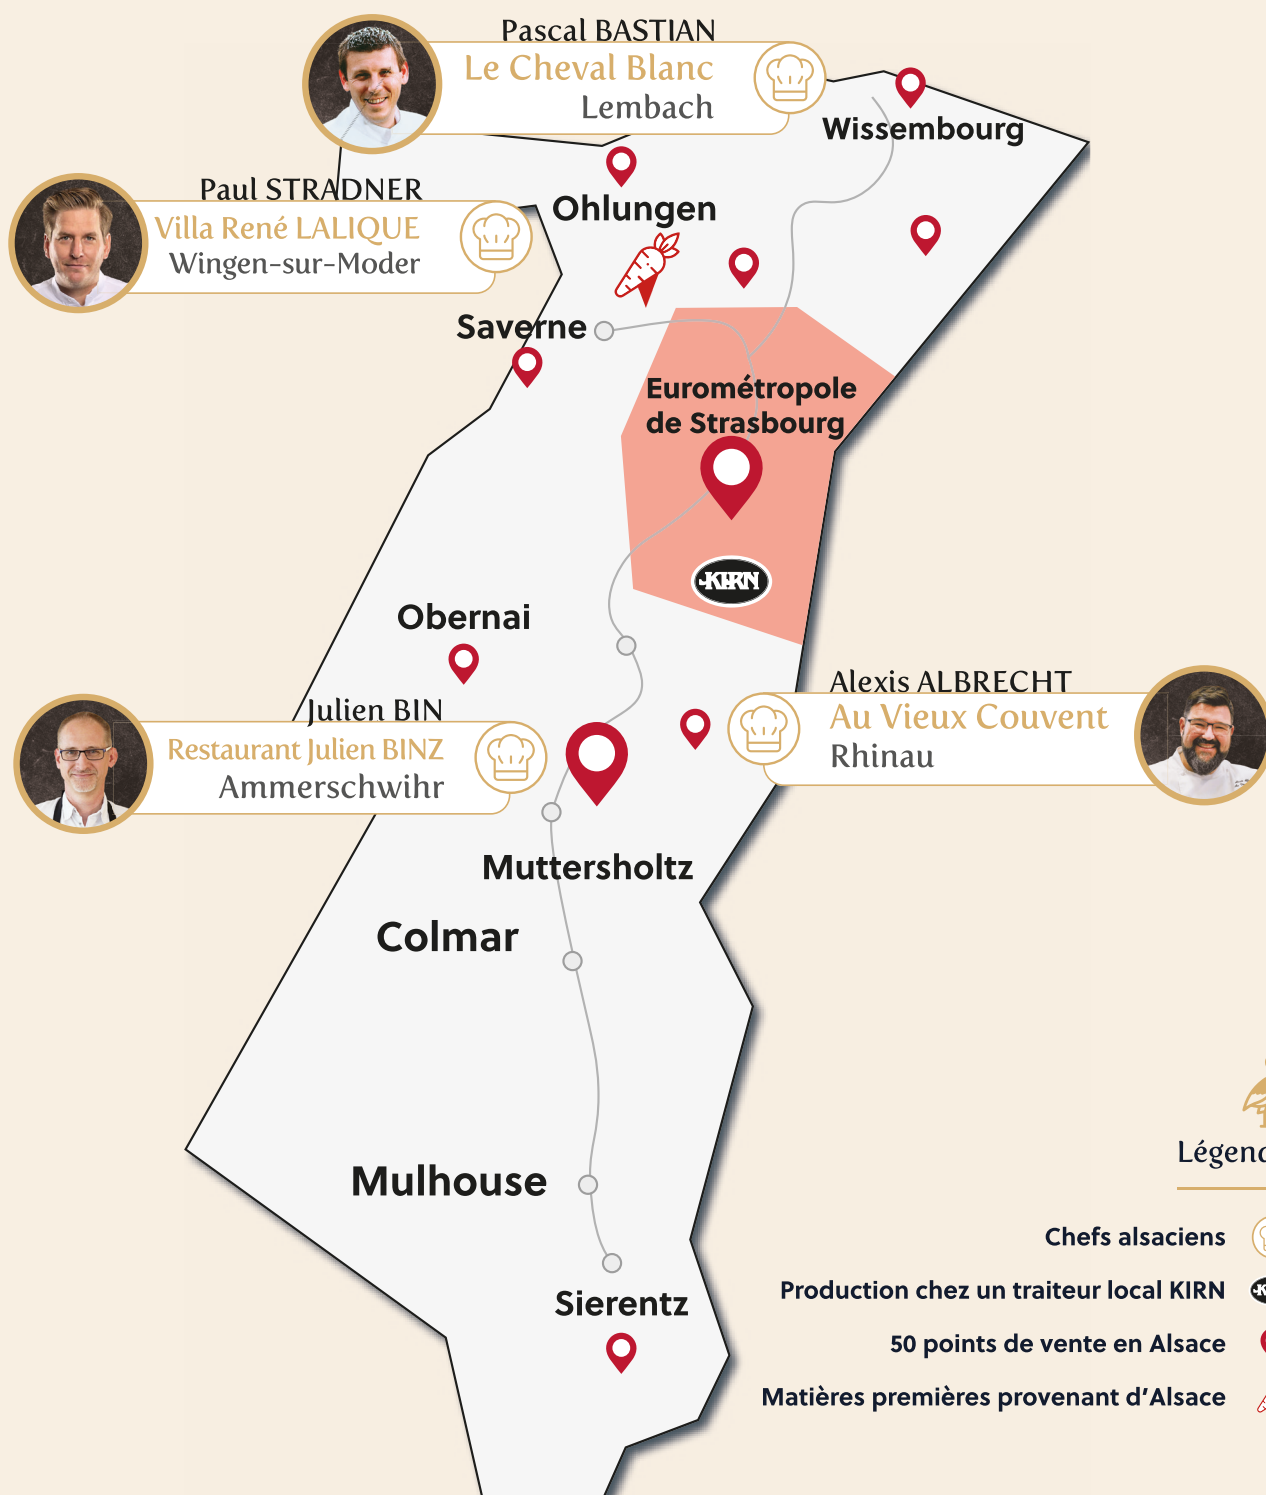 Pascal BASTIAN
Le Cheval Blanc
Lembach
Wissembourg
Paul STRADNER
Villa René LALIQUE
Wingen-sur-Moder
Ohlungen
Saverne
Eurométropole
de Strasbourg
KIRN
Obernai
Julien BIN
Restaurant Julien BINZ
Ammerschwihr
Alexis ALBRECHT
Au Vieux Couvent
Rhinau
Muttersholtz
Colmar
Mulhouse
Sierentz
Légend
Chefs alsaciens
Production chez un traiteur local KIRN
50 points de vente en Alsace
Matières premières provenant d'Alsace